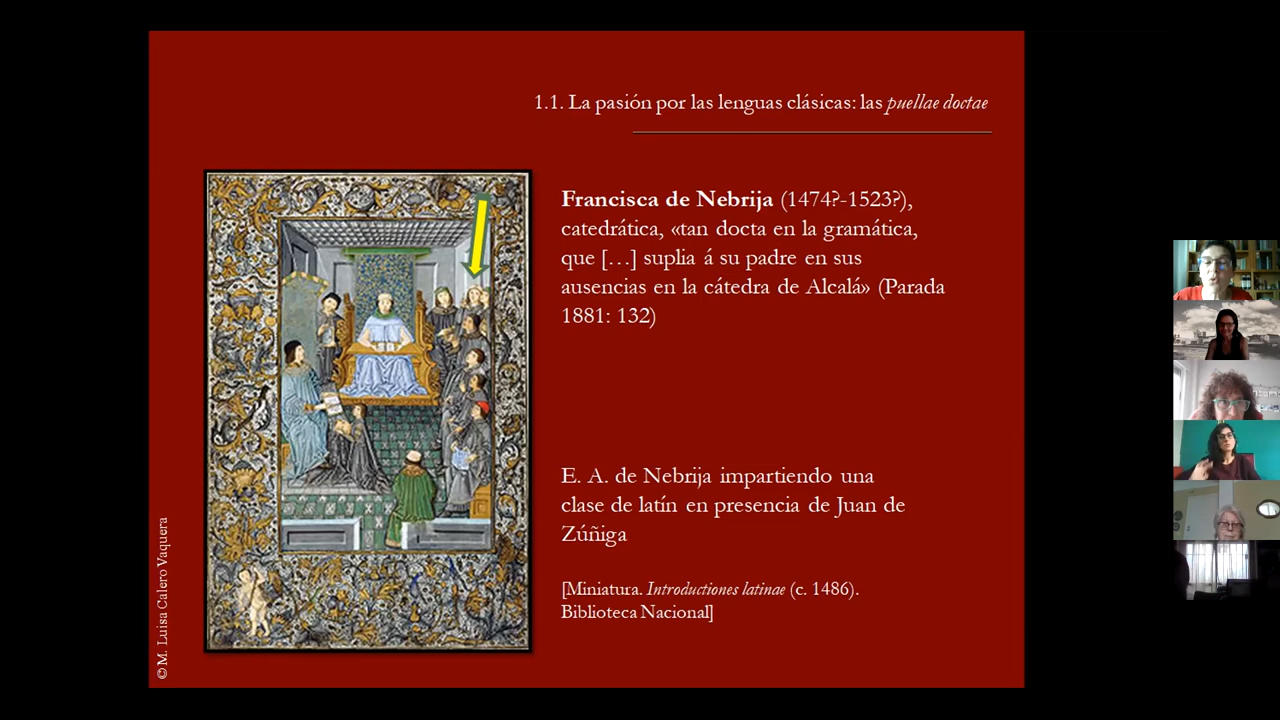 1.1. La pasión por las lenguas clásicas: las puellae doctae
Francisca de Nebrija (1474?-1523?),
catedrática, «tan docta en la gramática,
que […] suplia á su padre en sus
ausencias en la cátedra de Alcalá» (Parada
1881: 132)
E. A. de Nebrija impartiendo una
clase de latín en presencia de Juan de
Zúñiga
[Miniatura. Introductiones latinae (c. 1486).
Biblioteca Nacional]
©M. Luisa Calero Vaquera